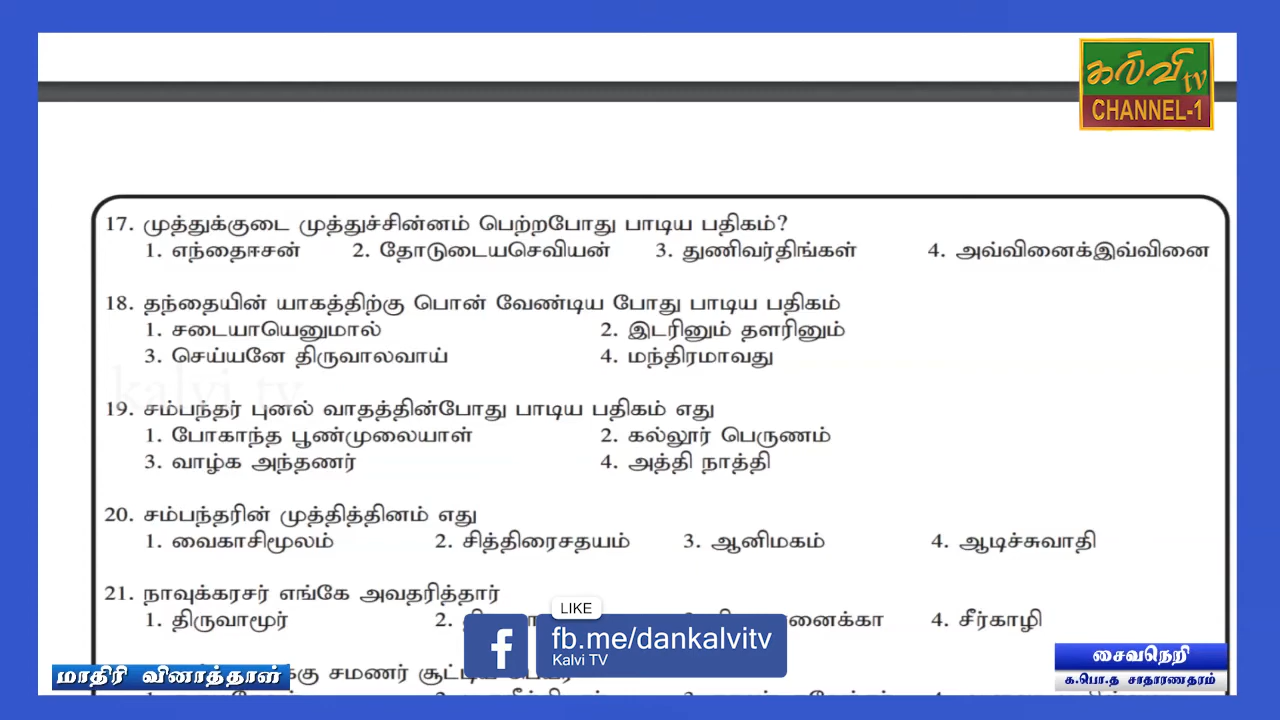 கல்வி tv
CHANNEL-1
17. முத்துக்குடை முத்துச்சின்னம் பெற்றபோது பாடிய பதிகம்?
1. எந்தைஈசன் 2. தோடுடையசெவியன் 3. துணிவர்திங்கள் 4. அவ்வினைக்இவ்வினை
18. தந்தையின் யாகத்திற்கு பொன் வேண்டிய போது பாடிய பதிகம்
1. சடையாயெனுமால் 2. இடரினும் தளரினும்
3. செய்யனே திருவாலவாய் 4. மந்திரமாவது
kalvi tv
19. சம்பந்தர் புனல் வாதத்தின்போது பாடிய பதிகம் எது
1. போகாந்த பூண்முலையாள் 2. கல்லூர் பெருணம்
3. வாழ்க அந்தணர் 4. அத்தி நாத்தி
20. சம்பந்தரின் முத்தித்தினம் எது
1. வைகாசிமூலம் 2. சித்திரைசதயம் 3. ஆனிமகம் 4. ஆடிச்சுவாதி
21. நாவுக்கரசர் எங்கே அவதரித்தார்
1. திருவாமூர் 2. 4. சீர்காழி
LIKE
fb.me/dankalvitv
Kalvi TV
சமணர் சூட்டிய
மாதிரி வினாத்தாள்
சைவநெறி
க.பொ.த சாதாரணதரம்